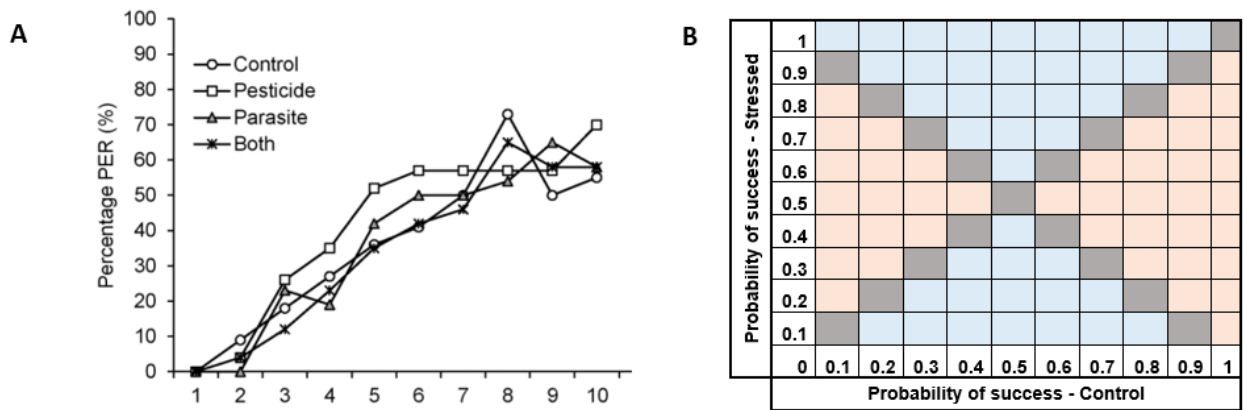 A
Percentage PER (%)
100
90
80
70
60
50
40
30
20
10
0
Control
Pesticide
Parasite
Both
1 2 3 4 5 6 7 8 9 10
B
Probability of success - Stressed
1
0.9
0.8
0.7
0.6
0.5
0.4
0.3
0.2
0.1
0 0.1 0.2 0.3 0.4 0.5 0.6 0.7 0.8 0.9 1
Probability of success - Control